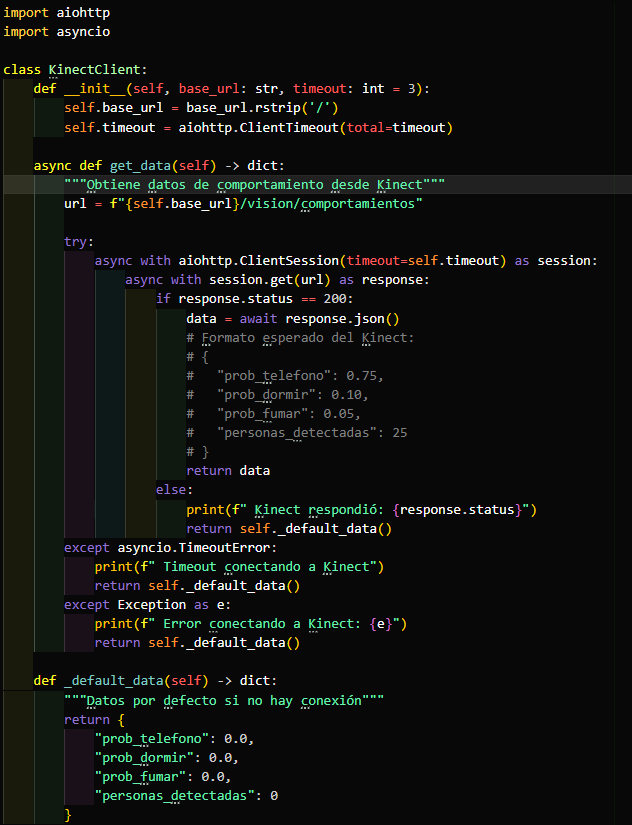 import aiohttp
import asyncio

class KinectClient:
    def __init__(self, base_url: str, timeout: int = 3):
        self.base_url = base_url.rstrip('/')
        self.timeout = aiohttp.ClientTimeout(total=timeout)

    async def get_data(self) -> dict:
        """Obtiene datos de comportamiento desde Kinect"""
        url = f"{self.base_url}/vision/comportamientos"

        try:
            async with aiohttp.ClientSession(timeout=self.timeout) as session:
                async with session.get(url) as response:
                    if response.status == 200:
                        data = await response.json()
                        # Formato esperado del Kinect:
                        # {
                        #   "prob_telefono": 0.75,
                        #   "prob_dormir": 0.10,
                        #   "prob_fumar": 0.05,
                        #   "personas_detectadas": 25
                        # }
                        return data
                    else:
                        print(f" Kinect respondió: {response.status}")
                        return self._default_data()
        except asyncio.TimeoutError:
            print(f" Timeout conectando a Kinect")
            return self._default_data()
        except Exception as e:
            print(f" Error conectando a Kinect: {e}")
            return self._default_data()

    def _default_data(self) -> dict:
        """Datos por defecto si no hay conexión"""
        return {
            "prob_telefono": 0.0,
            "prob_dormir": 0.0,
            "prob_fumar": 0.0,
            "personas_detectadas": 0
        }